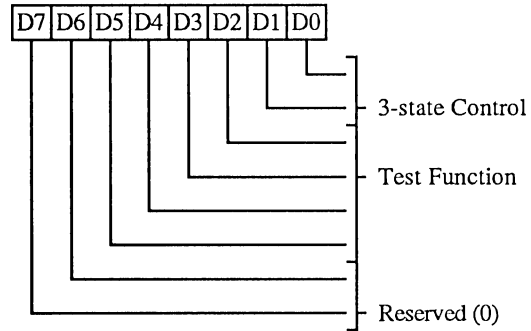 D7 D6 D5 D4 D3 D2 D1 D0
3-state Control
Test Function
Reserved (0)